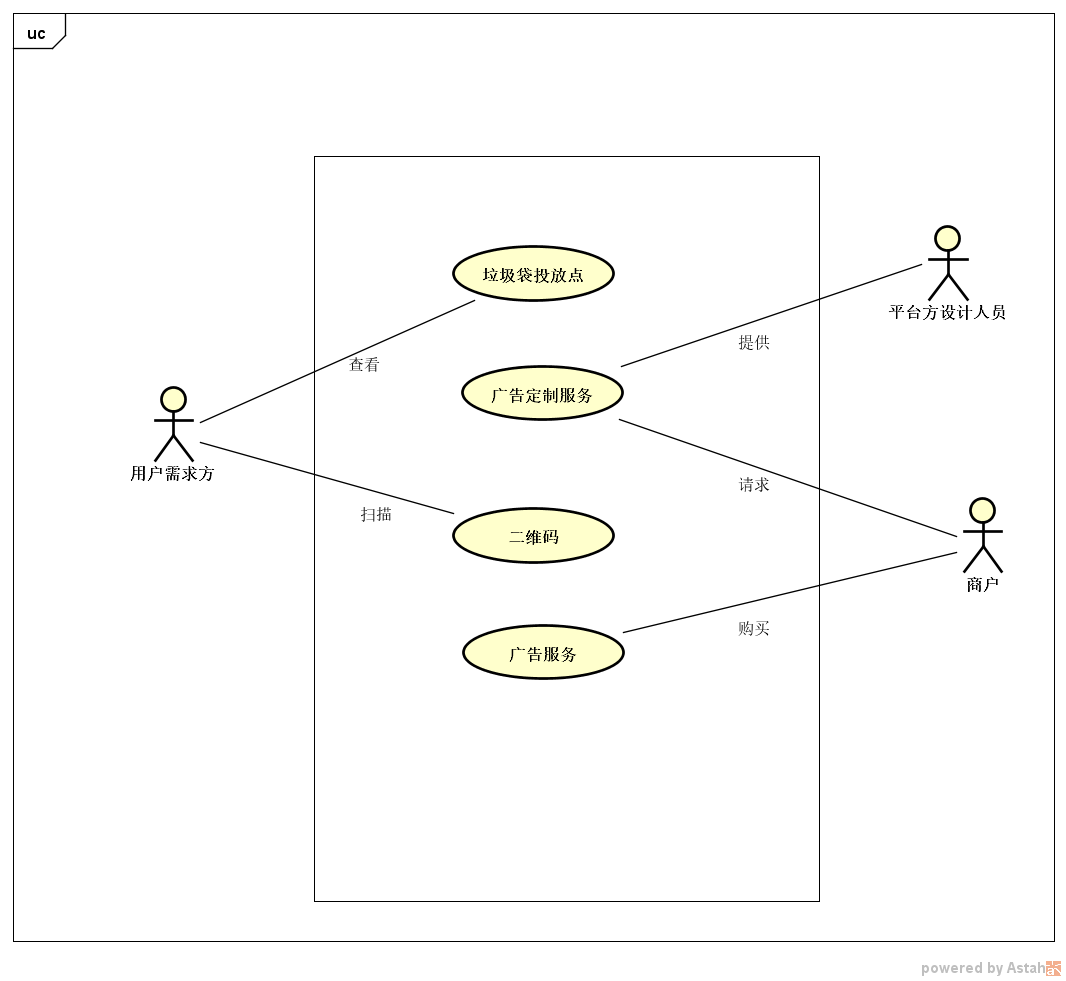 uc
垃圾袋投放点
平台方设计人员
提供
查看
广告定制服务
用户需求方
请求
扫描
二维码
商户
购买
广告服务
powered by Astah